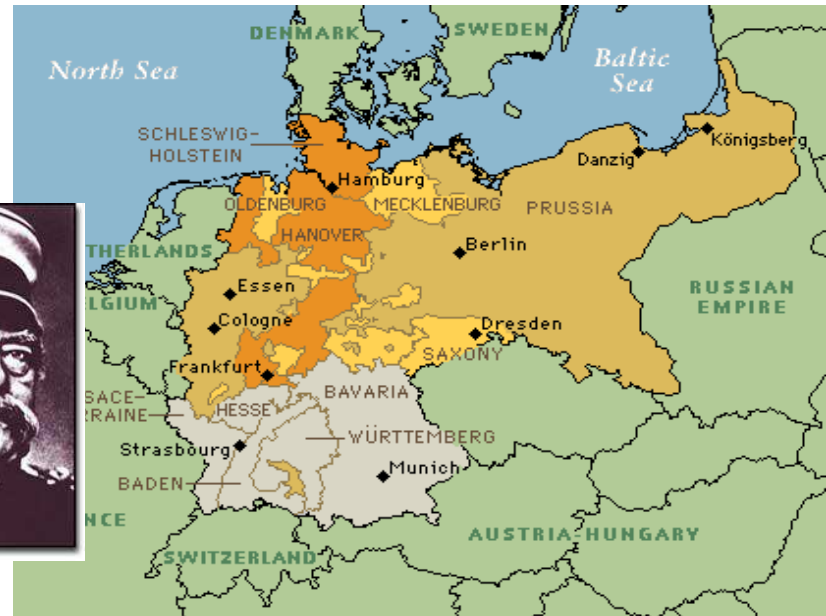 DENMARK
SWEDEN
North Sea
Baltic
Sea
SCHLESWIG-
HOLSTEIN
Königsberg
Danzig
Hamburg
OLDENBURG
MECKLENBURG
PRUSSIA
HANOVER
THERLANDS
Berlin
Essen
RUSSIAN
EMPIRE
ELGIUM
Cologne
Dresden
SAXONY
Frankfurt
SACE-
RRAINE
HESSE
BAVARIA
Strasbourg
WÜRTTEMBERG
BADEN
Munich
NCE
AUSTRIA-HUNGARY
SWITZERLAND